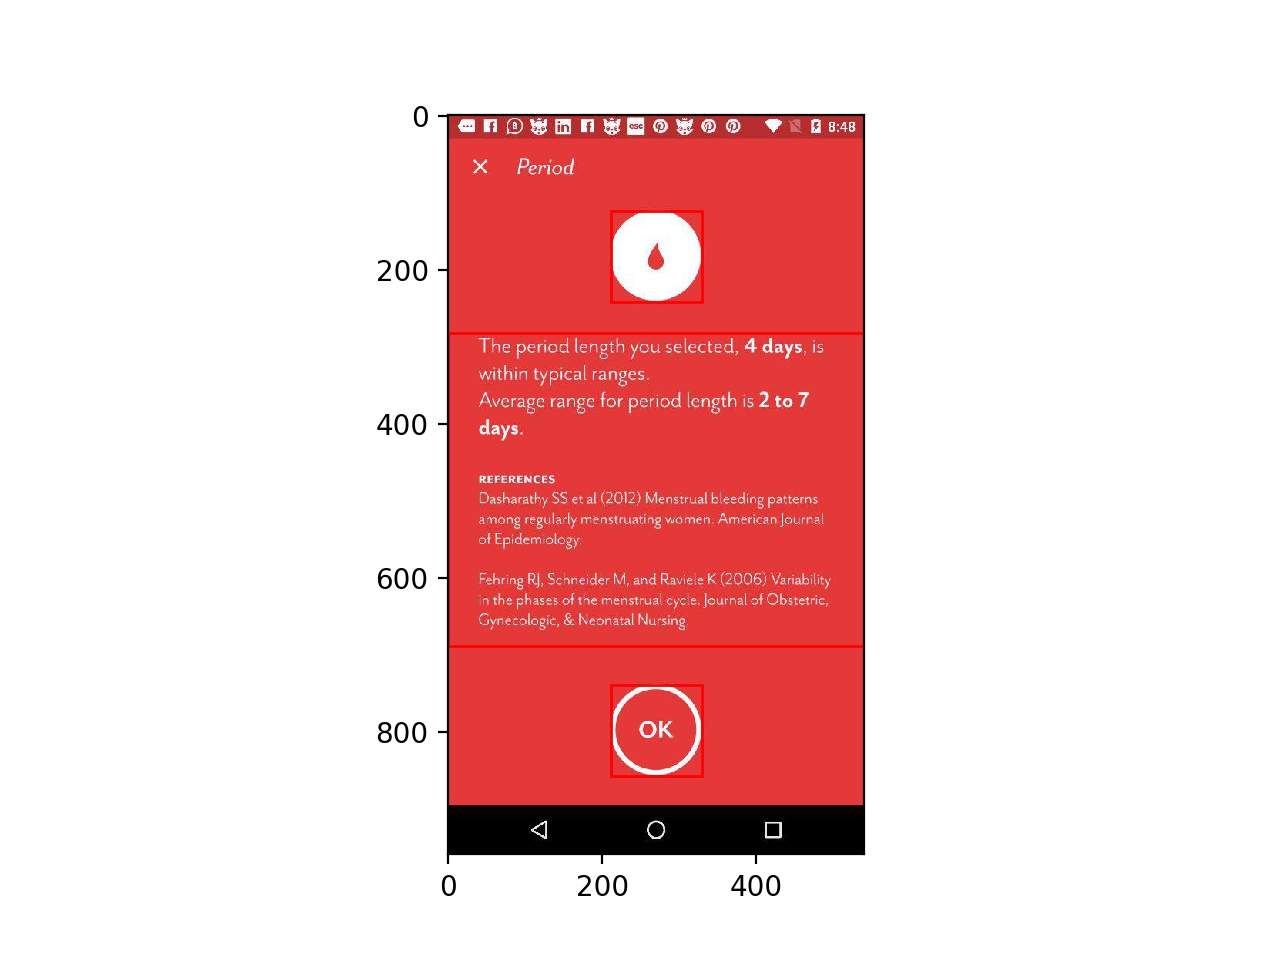 0
200
400
600
800
8:48
Period
The period length you selected, 4 days, is
within typical ranges.
Average range for period length is 2 to 7
days.
REFERENCES
Dasharathy SS et al (2012) Menstrual bleeding patterns
among regularly menstruating women. American Journal
of Epidemiology.
Fehring RJ, Schneider M, and Raviele K (2006) Variability
in the phases of the menstrual cycle. Journal of Obstetric,
Gynecologic, & Neonatal Nursing.
OK
0
200
400